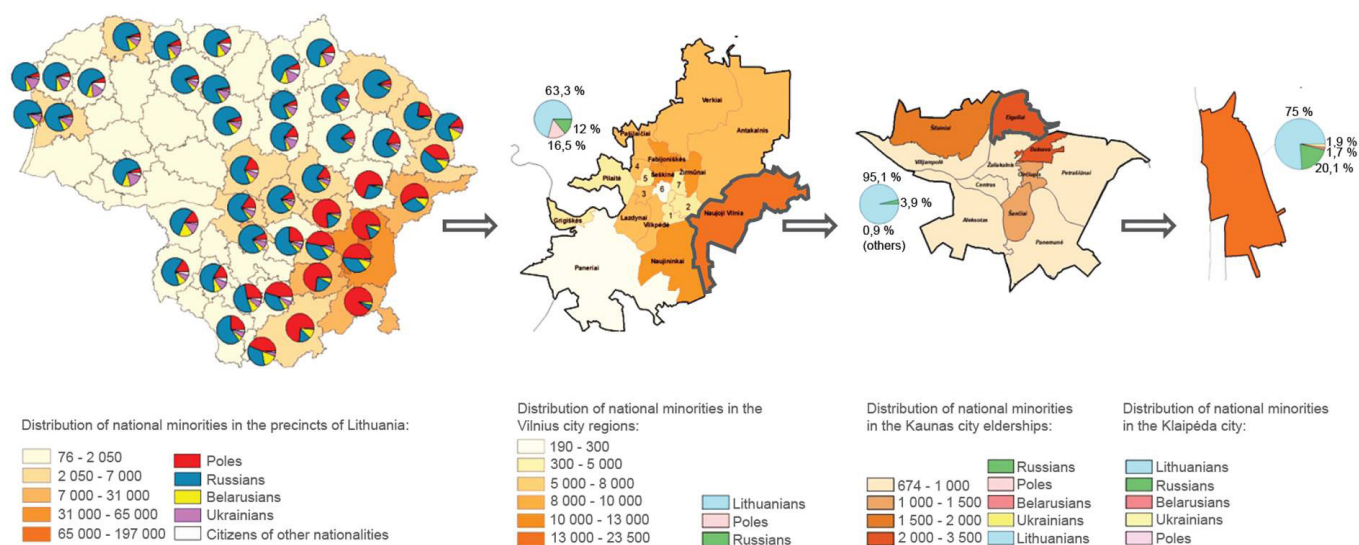 63,3 %
12 %
16,5 %
Verkiai
Antakalnis
Pašilaičiai
Fabijoniškės
Šeškinė
Žirmūnai
Pilaitė
4
5
6
7
3
2
1
Lazdynai
Vilkpėdė
Grigiškės
Naujoji Vilnia
Paneriai
Naujininkai
Šilainiai
Eiguliai
Dainava
Vilijampolė
Žaliakalnis
Gričiupis
Petrašiūnai
Centras
Šančiai
Aleksotas
Panemunė
95,1 %
3,9 %
0,9 %
(others)
75 %
1,9 %
1,7 %
20,1 %
Distribution of national minorities in the precincts of Lithuania:
76 - 2 050
2 050 - 7 000
7 000 - 31 000
31 000 - 65 000
65 000 - 197 000
Poles
Russians
Belarusians
Ukrainians
Citizens of other nationalities
Distribution of national minorities in the
Vilnius city regions:
190 - 300
300 - 5 000
5 000 - 8 000
8 000 - 10 000
10 000 - 13 000
13 000 - 23 500
Lithuanians
Poles
Russians
Distribution of national minorities
in the Kaunas city elderships:
674 - 1 000
1 000 - 1 500
1 500 - 2 000
2 000 - 3 500
Russians
Poles
Belarusians
Ukrainians
Lithuanians
Distribution of national minorities
in the Klaipėda city:
Lithuanians
Russians
Belarusians
Ukrainians
Poles